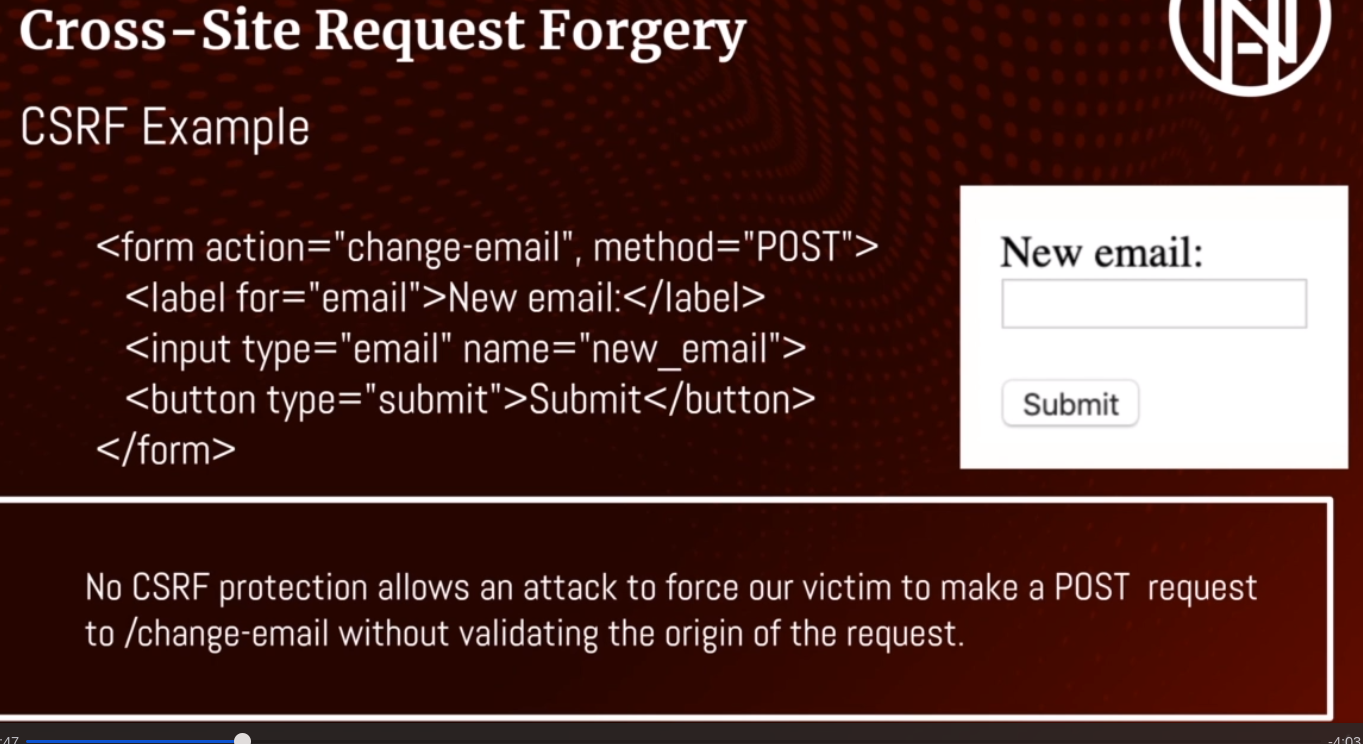 Cross-Site Request Forgery
CSRF Example
<form action="change-email", method="POST">
<label for="email">New email:</label>
<input type="email" name="new_email">
<button type="submit">Submit</button>
</form>
New email:
Submit
No CSRF protection allows an attack to force our victim to make a POST request
to /change-email without validating the origin of the request.
:47
-4:03